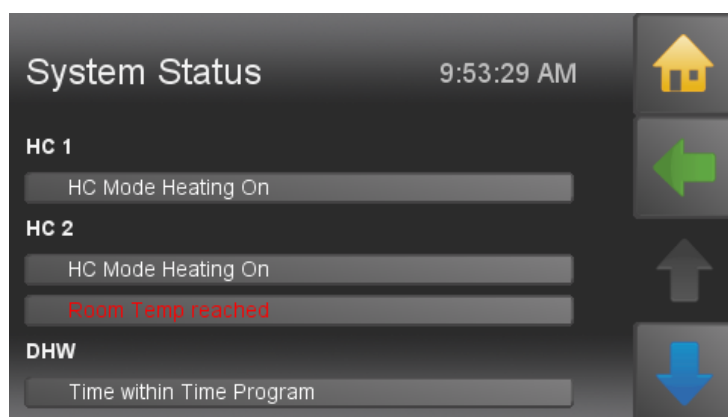 System Status
9:53:29 AM
HC 1
HC Mode Heating On
HC 2
HC Mode Heating On
Room Temp reached
DHW
Time within Time Program